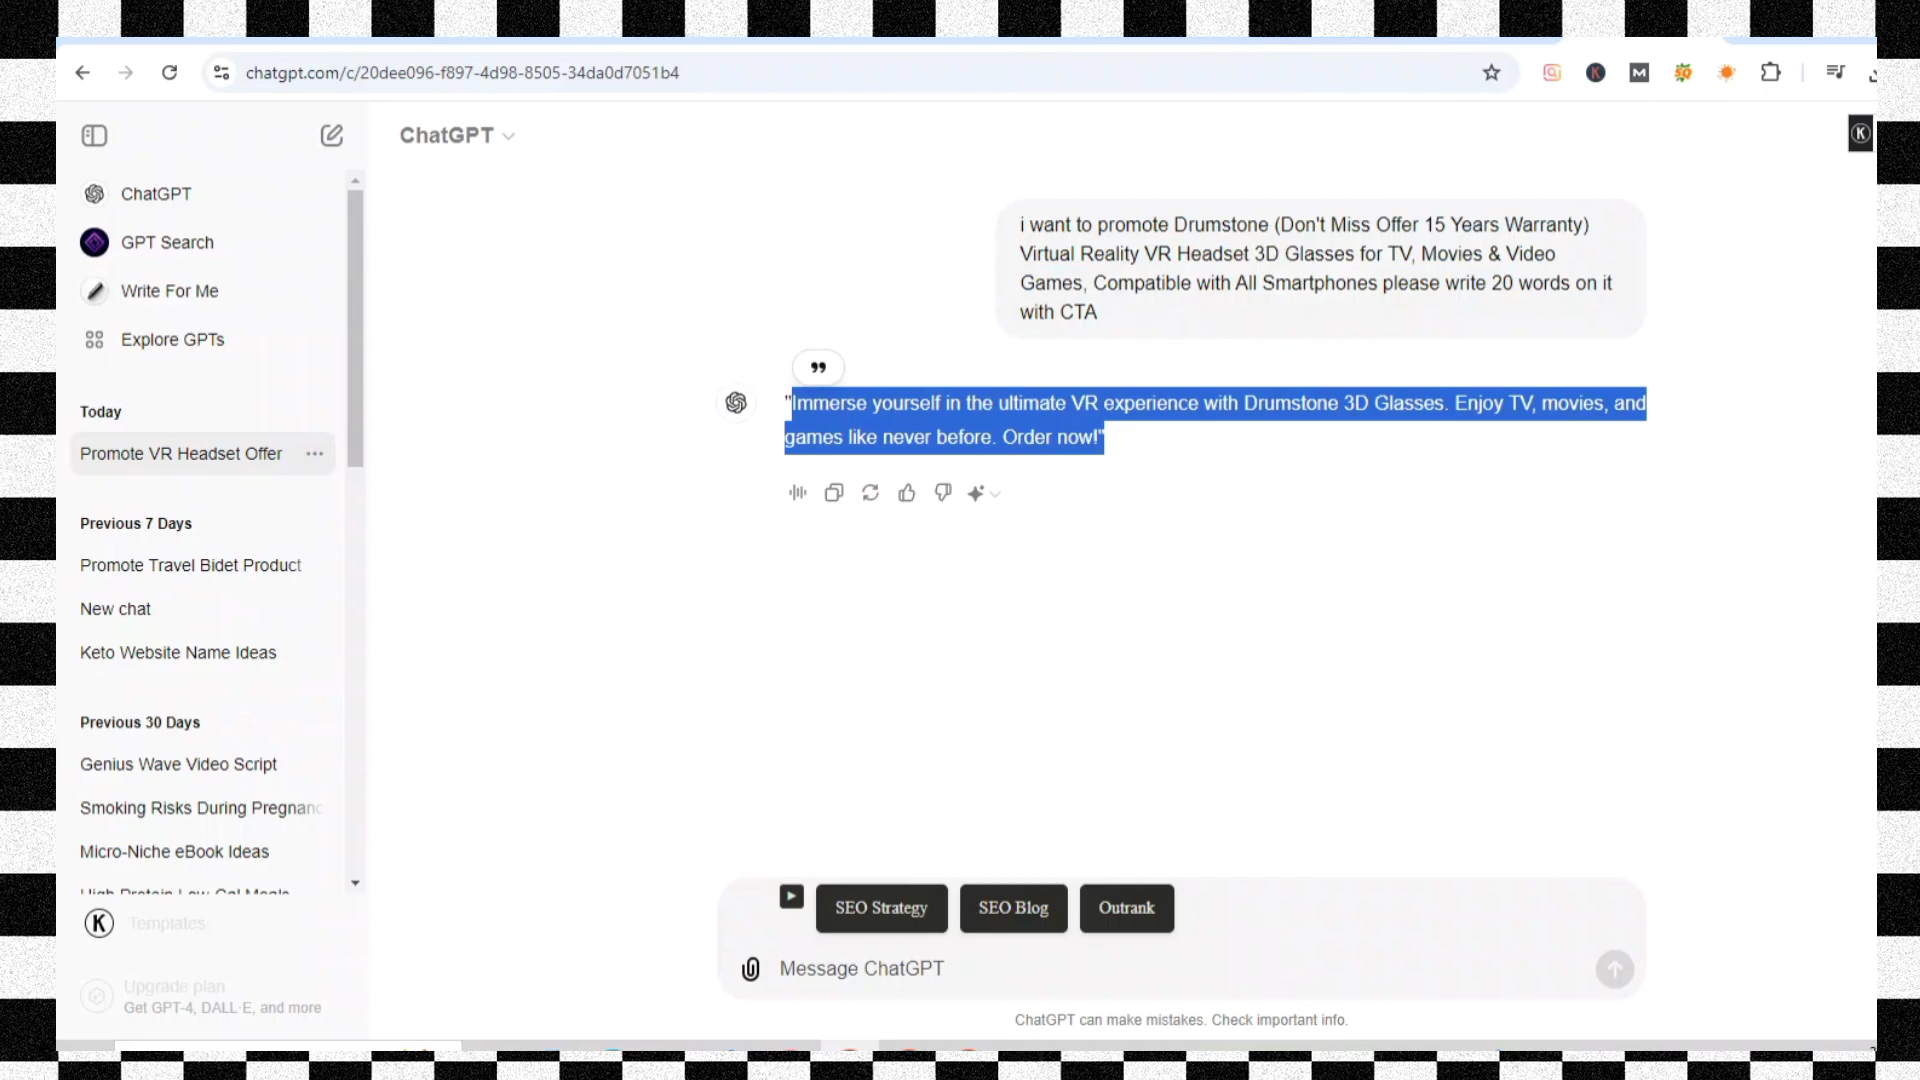 chatgpt.com/c/20dee096-f897-4d98-8505-34da0d7051b4
ChatGPT
ChatGPT
GPT Search
Write For Me
Explore GPTs
Today
Promote VR Headset Offer
Previous 7 Days
Promote Travel Bidet Product
New chat
Keto Website Name Ideas
Previous 30 Days
Genius Wave Video Script
Smoking Risks During Pregnanc
Micro-Niche eBook Ideas
High Protein Low-Cal Meals
K Templates
Upgrade plan
Get GPT-4, DALL·E, and more
i want to promote Drumstone (Don't Miss Offer 15 Years Warranty)
Virtual Reality VR Headset 3D Glasses for TV, Movies & Video
Games, Compatible with All Smartphones please write 20 words on it
with CTA
"Immerse yourself in the ultimate VR experience with Drumstone 3D Glasses. Enjoy TV, movies, and
games like never before. Order now!"
SEO Strategy
SEO Blog
Outrank
Message ChatGPT
ChatGPT can make mistakes. Check important info.